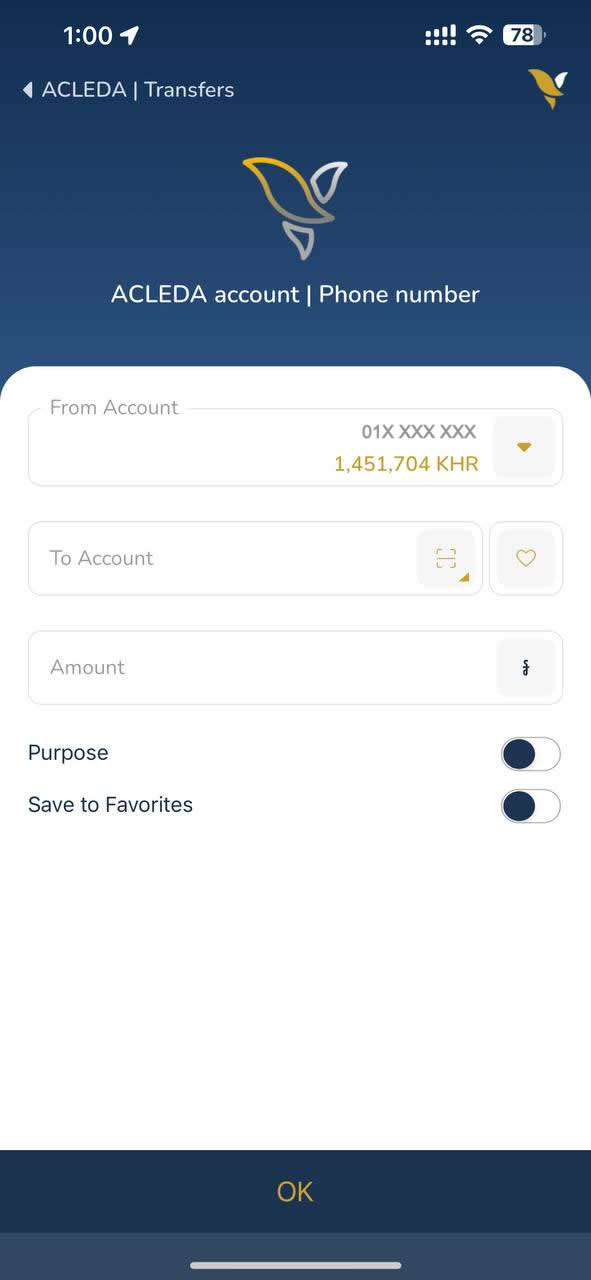 1:00
78
ACLEDA | Transfers
ACLEDA account | Phone number
From Account
01X XXX XXX
1,451,704 KHR
To Account
Amount
៛
Purpose
Save to Favorites
OK